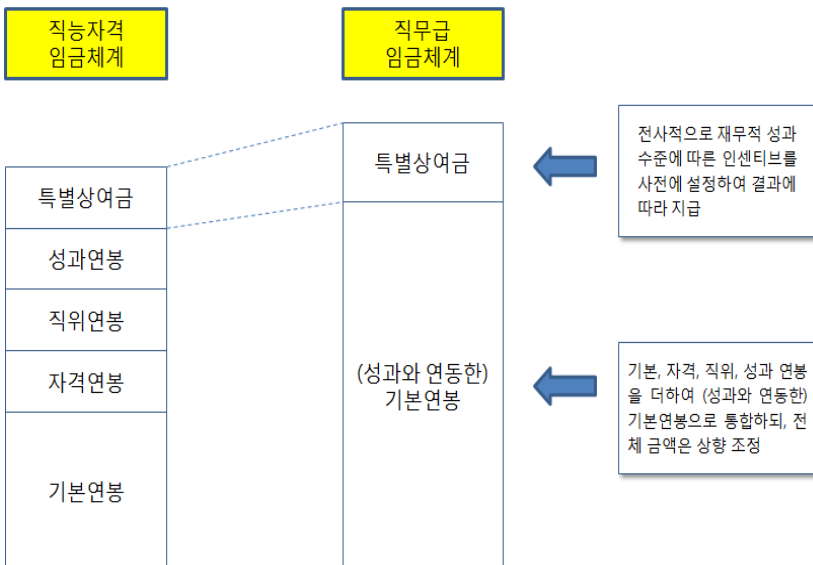 직능자격
임금체계
직무급
임금체계
특별상여금
성과연봉
직위연봉
자격연봉
기본연봉
특별상여금
(성과와 연동한)
기본연봉
전사적으로 재무적 성과
수준에 따른 인센티브를
사전에 설정하여 결과에
따라 지급
기본, 자격, 직위, 성과 연봉
을 더하여 (성과와 연동한)
기본연봉으로 통합하되, 전
체 금액은 상향 조정